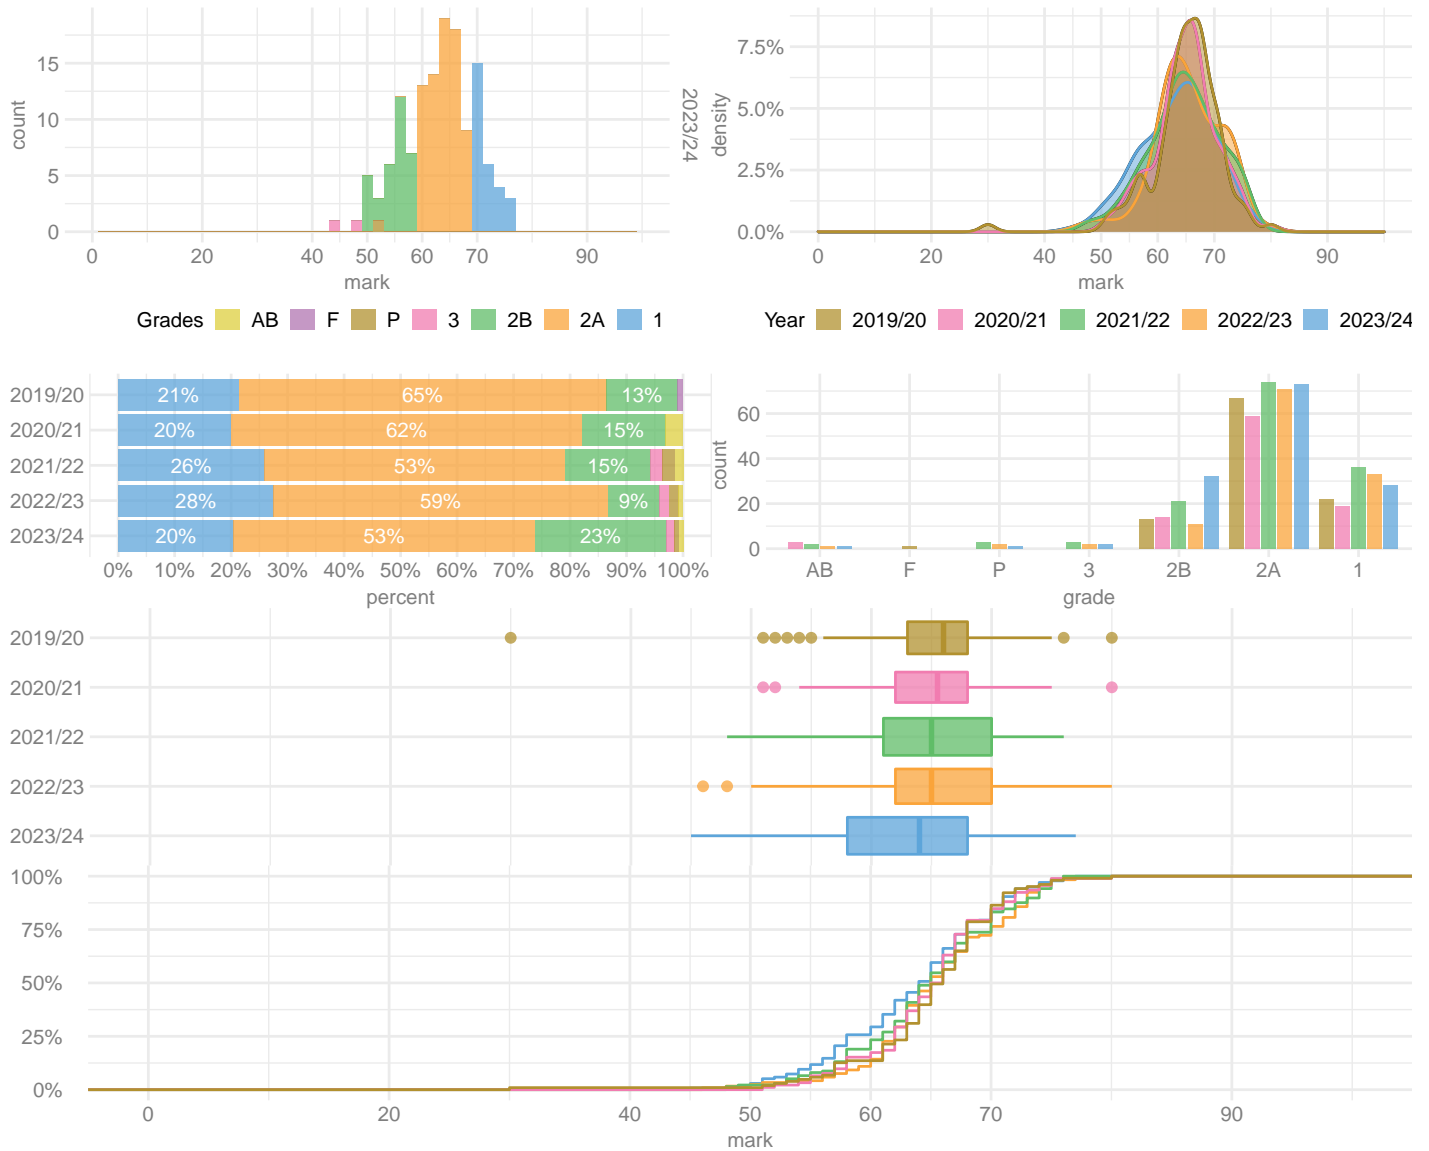 count
15
10
5
0
0 20 40 50 60 70 90
mark
2023/24
density
7.5%
5.0%
2.5%
0.0%
0 20 40 50 60 70 90
mark
Grades AB F P 3 2B 2A 1
Year 2019/20 2020/21 2021/22 2022/23 2023/24
2019/20 21% 65% 13%
2020/21 20% 62% 15%
2021/22 26% 53% 15%
2022/23 28% 59% 9%
2023/24 20% 53% 23%
0% 10% 20% 30% 40% 50% 60% 70% 80% 90% 100%
percent
count
60
40
20
0
AB F P 3 2B 2A 1
grade
2019/20
2020/21
2021/22
2022/23
2023/24
100%
75%
50%
25%
0%
0 20 40 50 60 70 90
mark